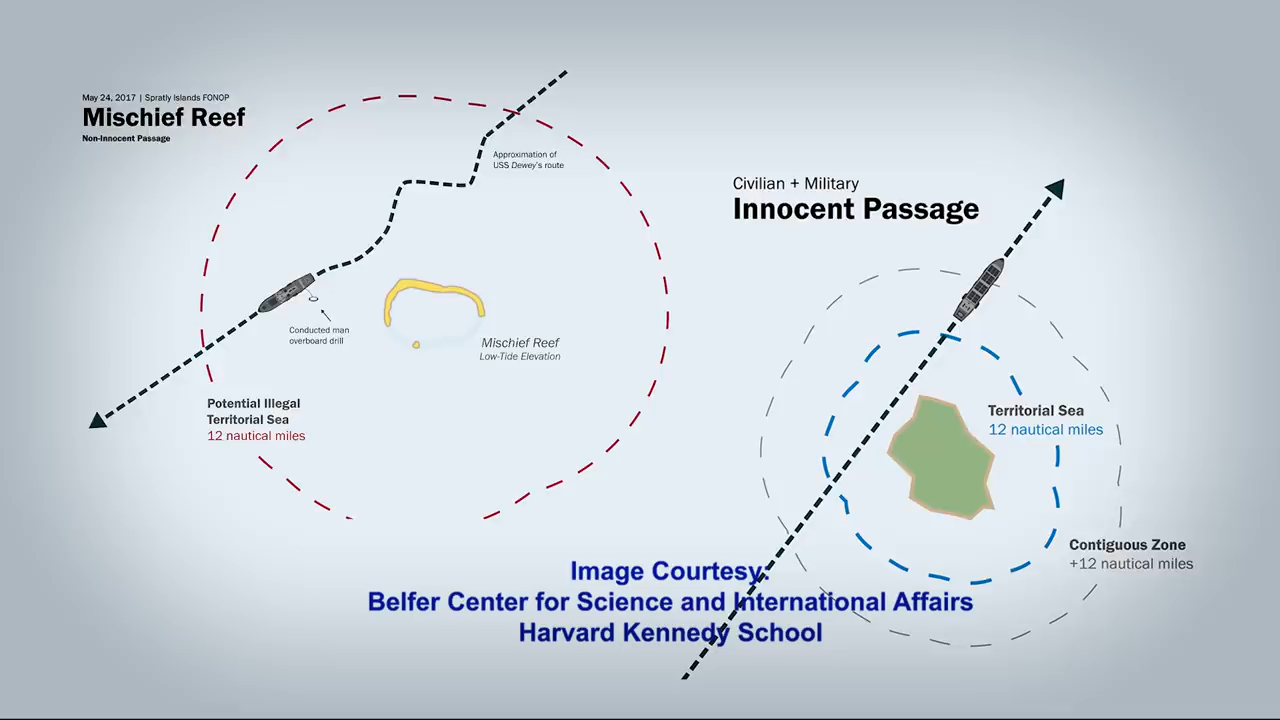 May 24, 2017 | Spratly Islands FONOP
Mischief Reef
Non-Innocent Passage
Approximation of
USS Dewey's route
Conducted man
overboard drill
Mischief Reef
Low-Tide Elevation
Potential Illegal
Territorial Sea
12 nautical miles
Civilian + Military
Innocent Passage
Territorial Sea
12 nautical miles
Contiguous Zone
+12 nautical miles
Image Courtesy:
Belfer Center for Science and International Affairs
Harvard Kennedy School